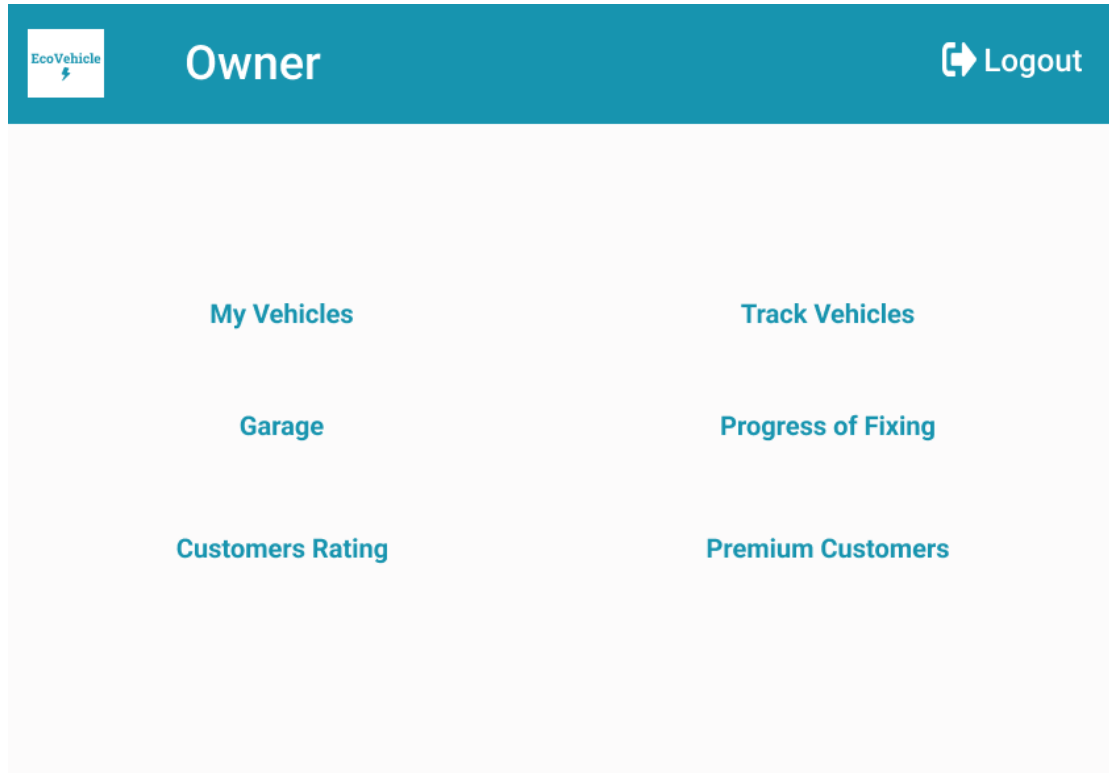 EcoVehicle
Owner
Logout
My Vehicles
Track Vehicles
Garage
Progress of Fixing
Customers Rating
Premium Customers